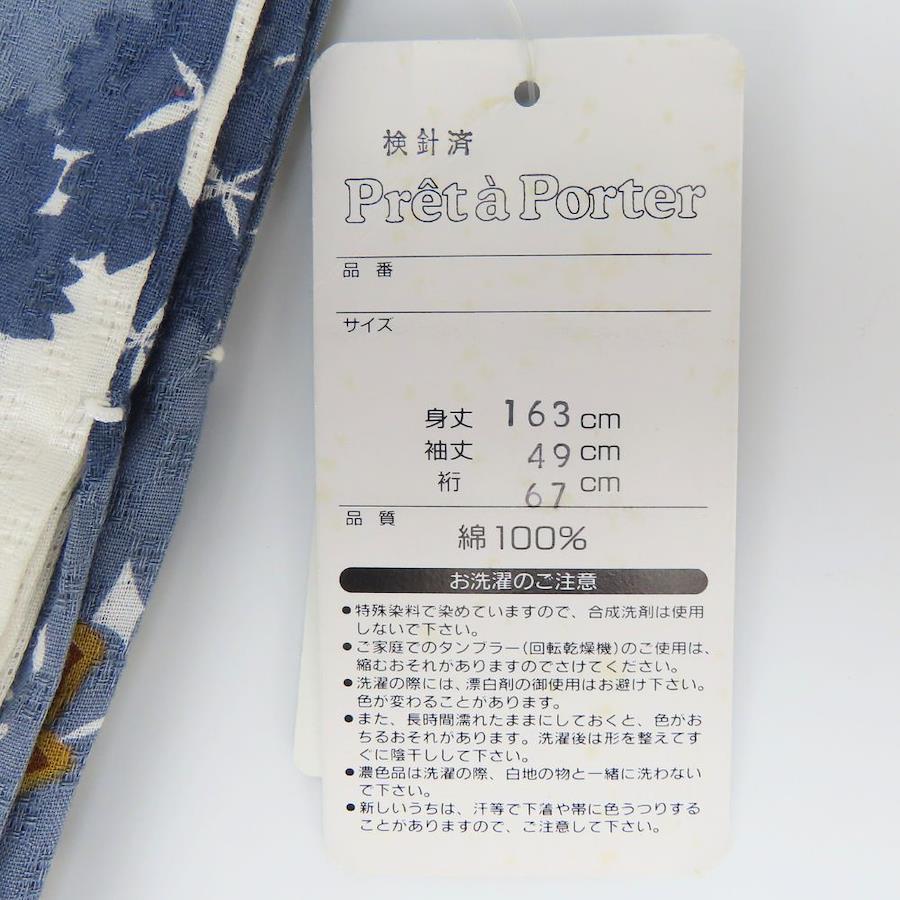 検針済
Prêt à Porter
品番
サイズ
身丈 163cm
袖丈 49cm
裄 67cm
品質
綿100%
お洗濯のご注意
●特殊染料で染めていますので、合成洗剤は使用
しないで下さい。
●ご家庭でのタンブラー(回転乾燥機)のご使用は、
縮むおそれがありますのでさけてください。
●洗濯の際には、漂白剤の御使用はお避け下さい。
色が変わることがあります。
●また、長時間濡れたままにしておくと、色がお
ちるおそれがあります。洗濯後は形を整えてす
ぐに陰干しして下さい。
●濃色品は洗濯の際、白地の物と一緒に洗わない
で下さい。
●新しいうちは、汗等で下着や帯に色うつりする
ことがありますので、ご注意して下さい。